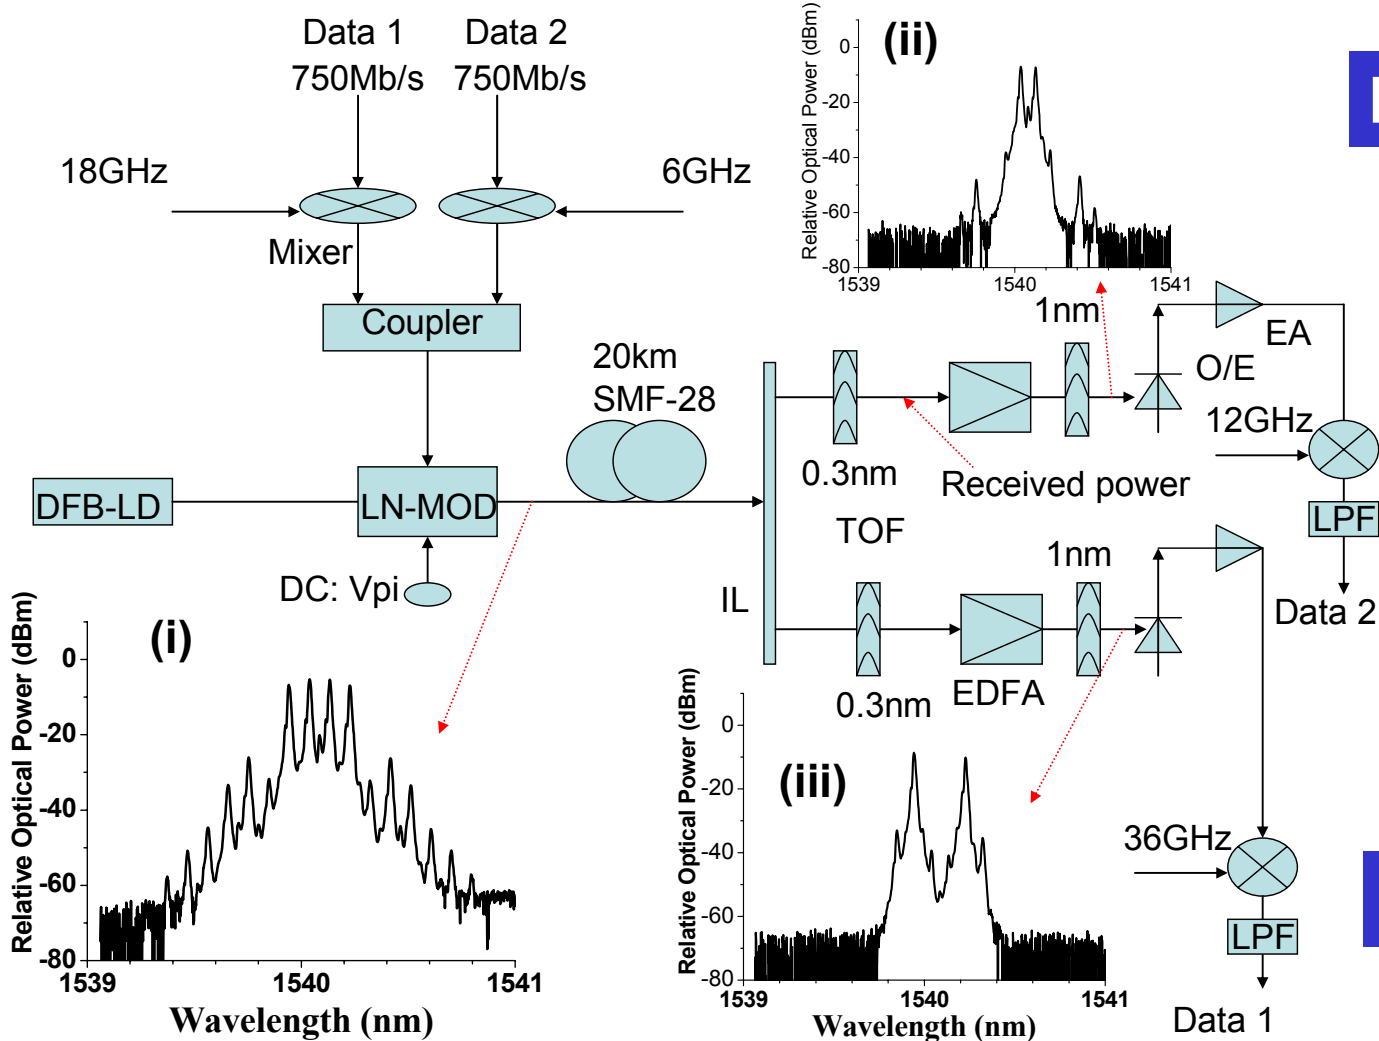 Data 1
750Mb/s
Data 2
750Mb/s
18GHz
6GHz
Mixer
Coupler
20km
SMF-28
DFB-LD
LN-MOD
DC: Vpi
IL
0.3nm
TOF
0.3nm
Received power
EDFA
1nm
1nm
O/E
EA
12GHz
LPF
Data 2
36GHz
LPF
Data 1
(i)
Relative Optical Power (dBm)
0
-20
-40
-60
-80
1539
1540
1541
Wavelength (nm)
(ii)
Relative Optical Power (dBm)
0
-20
-40
-60
-80
1539
1540
1541
(iii)
Relative Optical Power (dBm)
0
-20
-40
-60
-80
1539
1540
1541
Wavelength (nm)